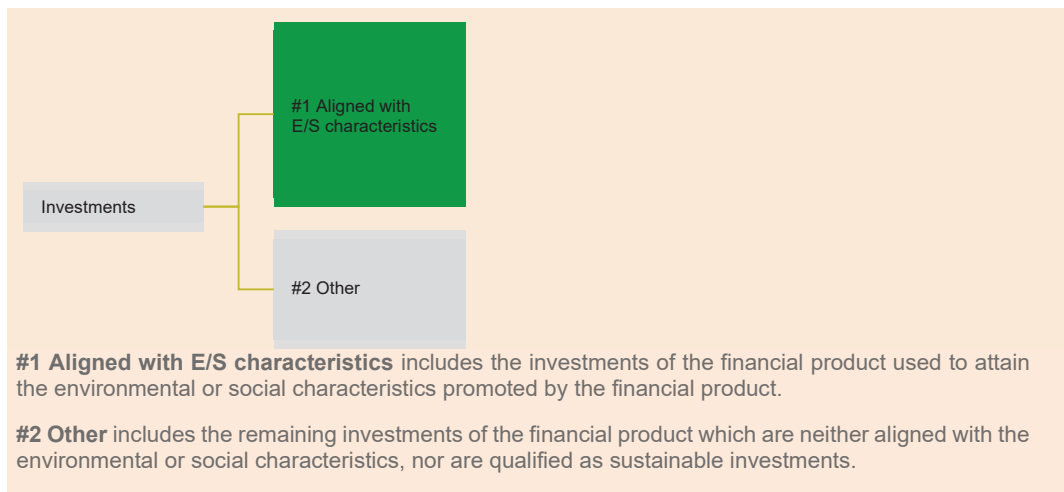 #1 Aligned with
E/S characteristics
Investments
#2 Other
#1 Aligned with E/S characteristics includes the investments of the financial product used to attain
the environmental or social characteristics promoted by the financial product.
#2 Other includes the remaining investments of the financial product which are neither aligned with the
environmental or social characteristics, nor are qualified as sustainable investments.